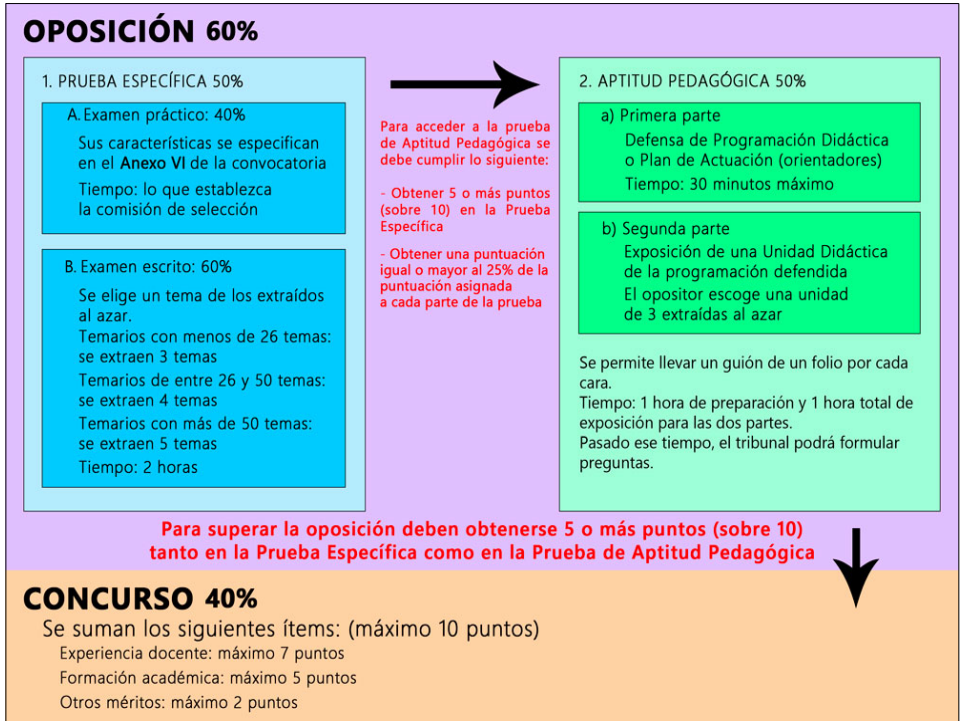 OPOSICIÓN 60%
1. PRUEBA ESPECÍFICA 50%
A. Examen práctico: 40%
Sus características se especifican
en el Anexo VI de la convocatoria
Tiempo: lo que establezca
la comisión de selección
B. Examen escrito: 60%
Se elige un tema de los extraídos
al azar.
Temarios con menos de 26 temas:
se extraen 3 temas
Temarios de entre 26 y 50 temas:
se extraen 4 temas
Temarios con más de 50 temas:
se extraen 5 temas
Tiempo: 2 horas
Para acceder a la prueba
de Aptitud Pedagógica se
debe cumplir lo siguiente:
- Obtener 5 o más puntos
(sobre 10) en la Prueba
Específica
- Obtener una puntuación
igual o mayor al 25% de la
puntuación asignada
a cada parte de la prueba
2. APTITUD PEDAGÓGICA 50%
a) Primera parte
Defensa de Programación Didáctica
o Plan de Actuación (orientadores)
Tiempo: 30 minutos máximo
b) Segunda parte
Exposición de una Unidad Didáctica
de la programación defendida
El opositor escoge una unidad
de 3 extraídas al azar
Se permite llevar un guión de un folio por cada
cara.
Tiempo: 1 hora de preparación y 1 hora total de
exposición para las dos partes.
Pasado ese tiempo, el tribunal podrá formular
preguntas.
Para superar la oposición deben obtenerse 5 o más puntos (sobre 10)
tanto en la Prueba Específica como en la Prueba de Aptitud Pedagógica
CONCURSO 40%
Se suman los siguientes ítems: (máximo 10 puntos)
Experiencia docente: máximo 7 puntos
Formación académica: máximo 5 puntos
Otros méritos: máximo 2 puntos